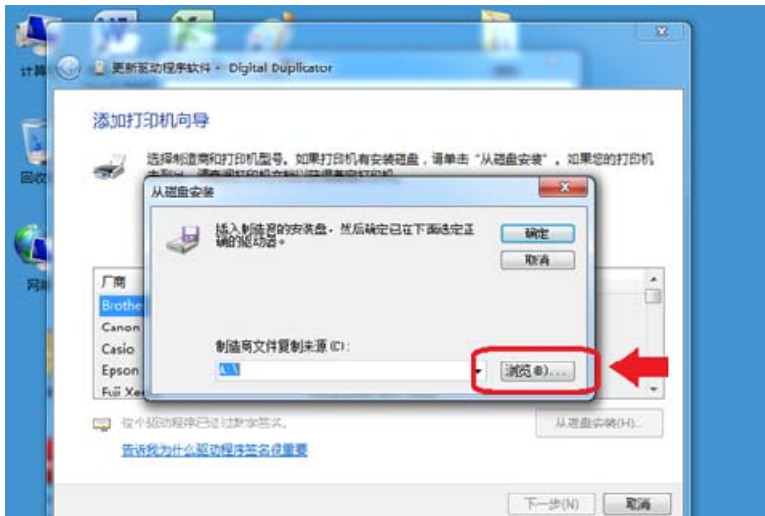 更新驱动程序软件 - Digital Duplicator
添加打印机向导
选择制造商和打印机型号。如果打印机有安装磁盘，请单击“从磁盘安装”。如果您的打印机
从磁盘安装
插入制造商的安装盘，然后确定已在下面选定正
确的驱动器。
确定
取消
厂商
Brothe
Canon
Casio
Epson
Fuji Xe
制造商文件复制来源(C):
A:\
浏览(B)...
这个驱动程序已经过数字签名。
从磁盘安装(H)...
告诉我为什么驱动程序签名很重要
下一步(N)
取消
计算
回收
网络